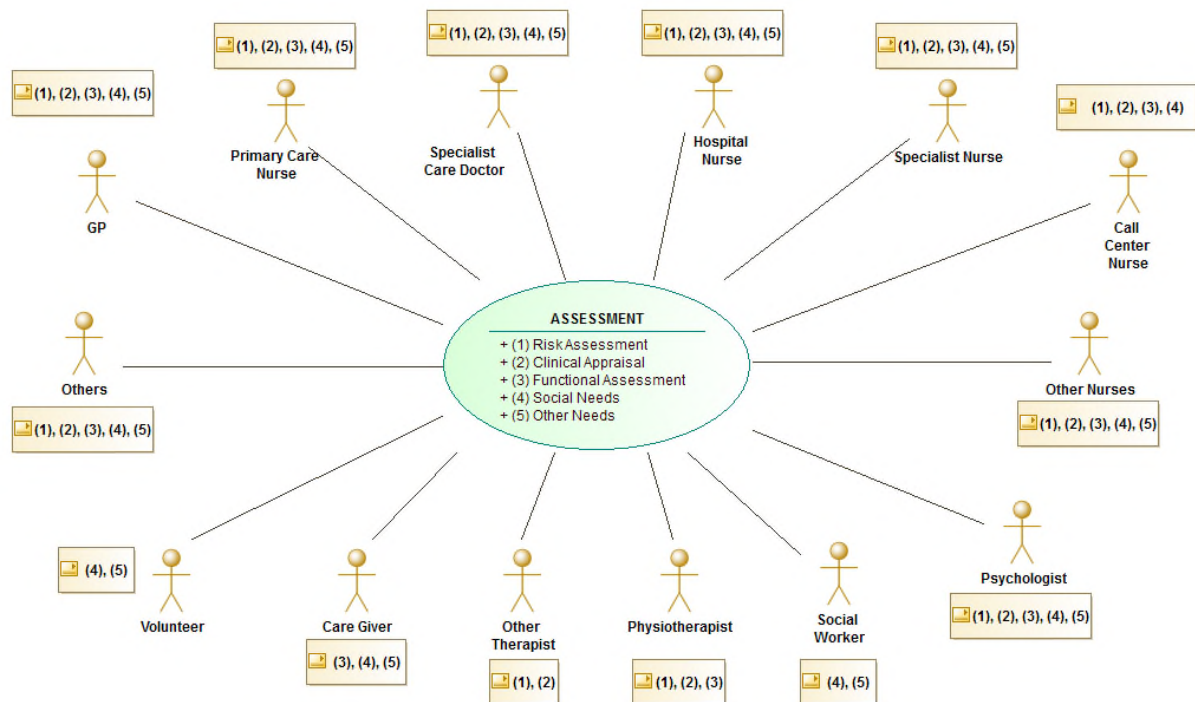 (1), (2), (3), (4), (5)
Primary Care
Nurse
(1), (2), (3), (4), (5)
Specialist
Care Doctor
(1), (2), (3), (4), (5)
Hospital
Nurse
(1), (2), (3), (4), (5)
Specialist Nurse
(1), (2), (3), (4), (5)
GP
(1), (2), (3), (4)
Call
Center
Nurse
ASSESSMENT
+ (1) Risk Assessment
+ (2) Clinical Appraisal
+ (3) Functional Assessment
+ (4) Social Needs
+ (5) Other Needs
Others
(1), (2), (3), (4), (5)
Other Nurses
(1), (2), (3), (4), (5)
(4), (5)
Volunteer
Care Giver
(3), (4), (5)
Other
Therapist
(1), (2)
Physiotherapist
(1), (2), (3)
Social
Worker
(4), (5)
Psychologist
(1), (2), (3), (4), (5)